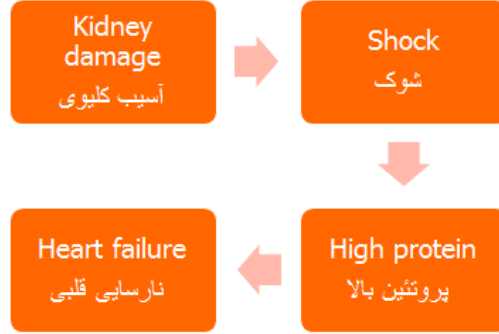 Kidney
damage
آسیب کلیوی
Shock
شوک
High protein
پروتئین بالا
Heart failure
نارسایی قلبی